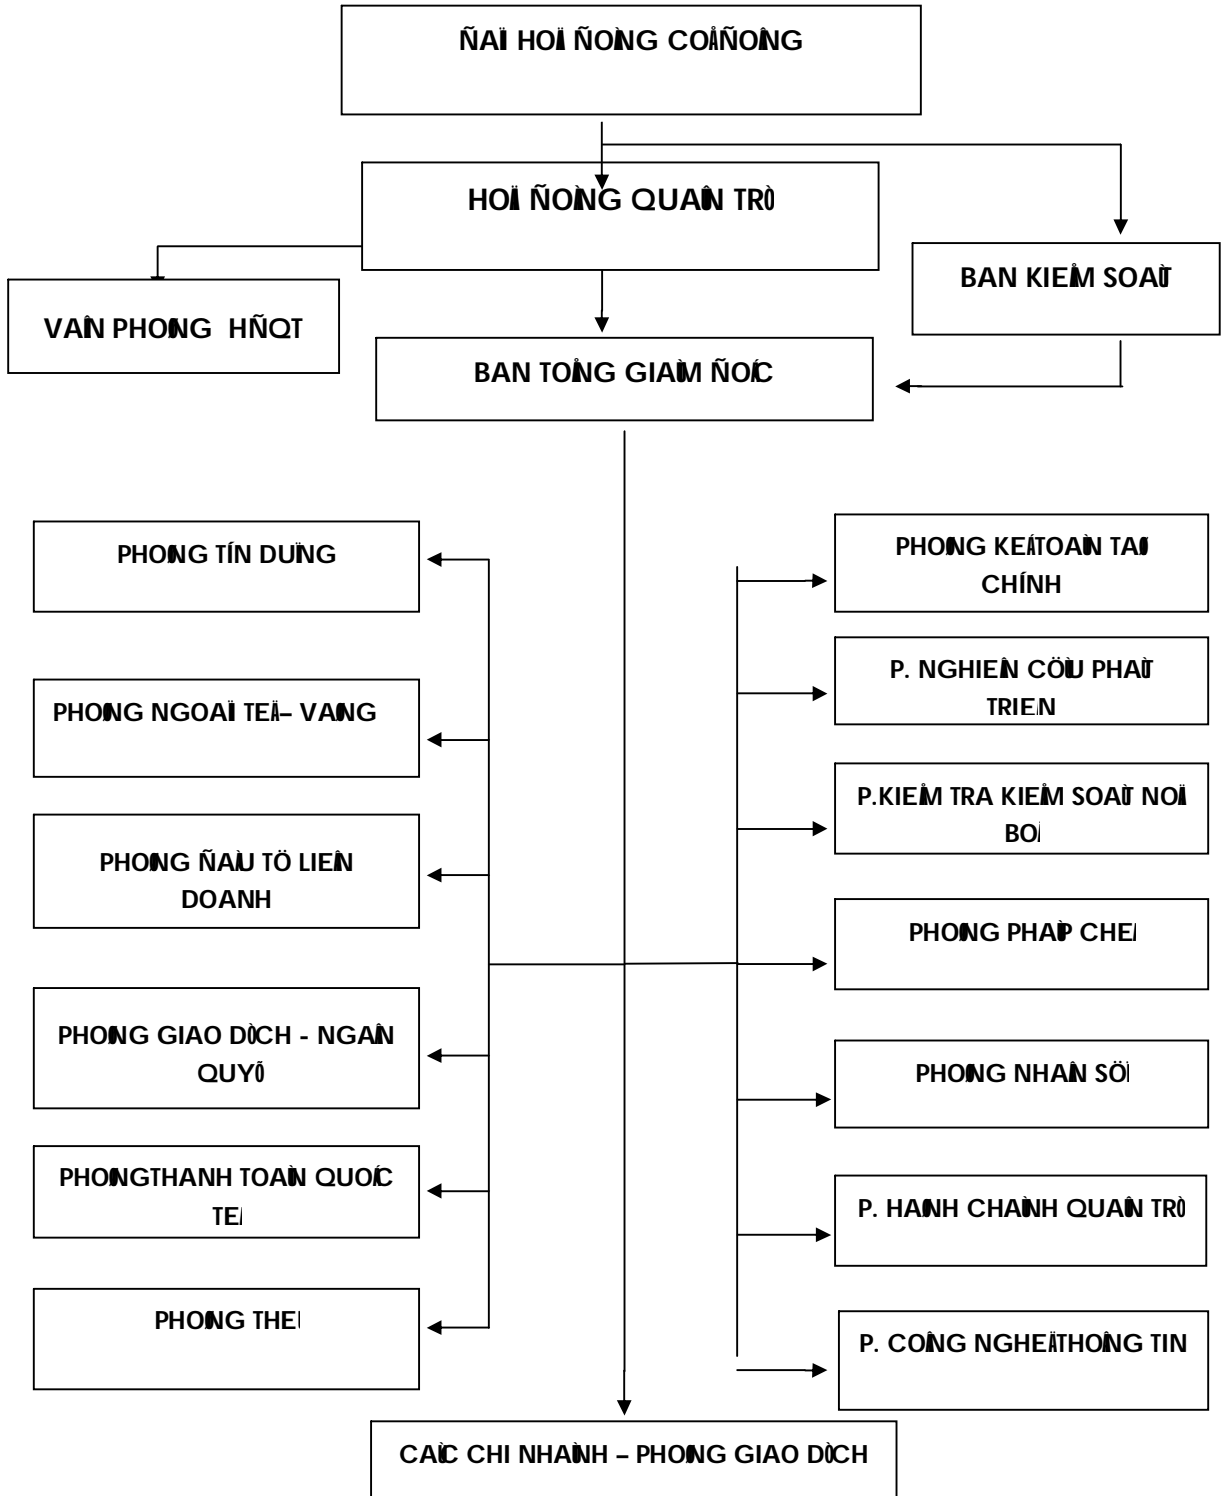 ÑAÏI HOÄI ÑOÀNG COÅ ÑOÂNG
HOÄI ÑOÀNG QUAÛN TRÒ
BAN KIEÅM SOAÙT
VAÊN PHOØNG HÑQT
BAN TOÅNG GIAÙM ÑOÁC
PHOØNG TÍN DUÏNG
PHOØNG NGOAÏI TEÄ – VAØNG
PHOØNG ÑAÀU TÖ LIEÂN
DOANH
PHOØNG GIAO DÒCH - NGAÂN
QUYÕ
PHOØNG THANH TOAÙN QUOÁC
TEÁ
PHOØNG THEÛ
PHOØNG KEÁ TOAÙN TAØI
CHÍNH
P. NGHIEÂN CÖÙU PHAÙT
TRIEÅN
P.KIEÅM TRA KIEÅM SOAÙT NOÄI
BOÄ
PHOØNG PHAÙP CHEÁ
PHOØNG NHAÂN SÖÏ
P. HAØNH CHAÙNH QUAÛN TRÒ
P. COÂNG NGHEÄ THOÂNG TIN
CAÙC CHI NHAÙNH – PHOØNG GIAO DÒCH